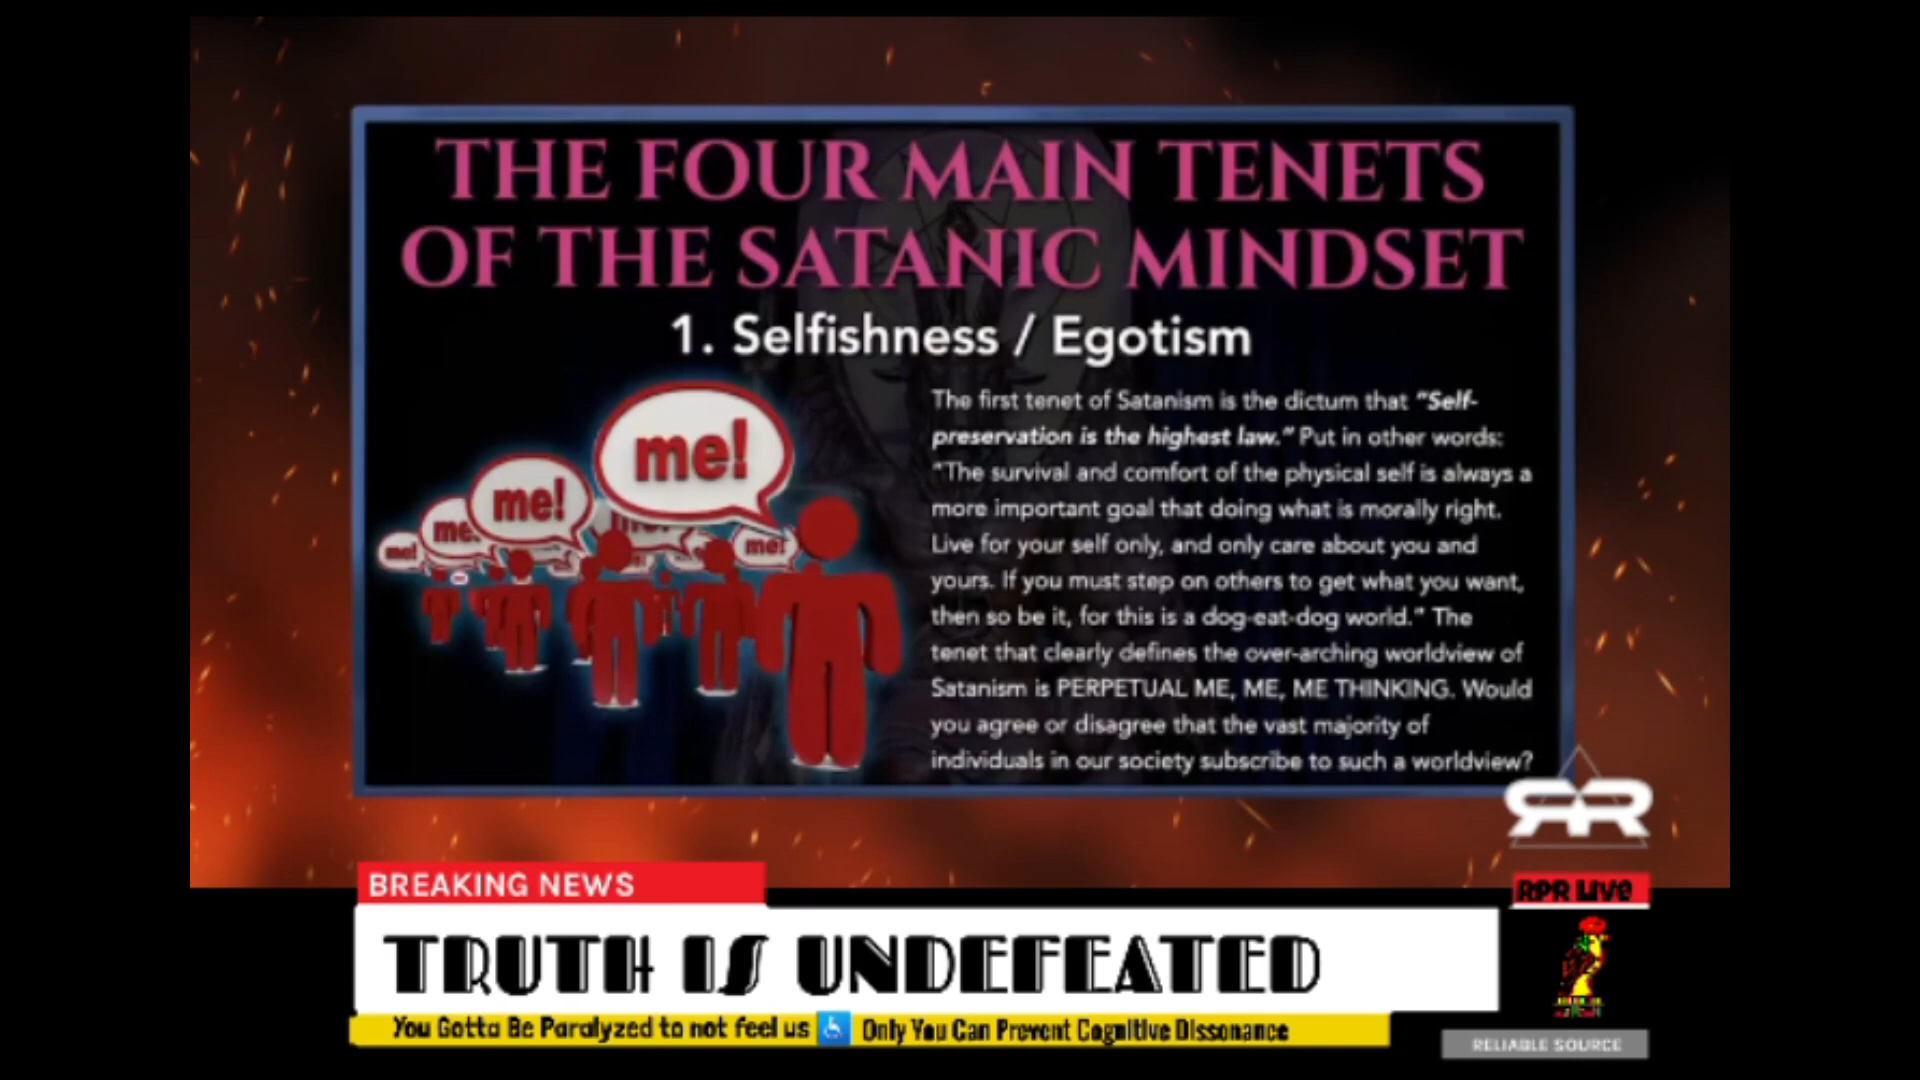 THE FOUR MAIN TENETS
OF THE SATANIC MINDSET
1. Selfishness / Egotism
me!
me!
me!
me!
me!
The first tenet of Satanism is the dictum that "Self-
preservation is the highest law." Put in other words:
"The survival and comfort of the physical self is always a
more important goal that doing what is morally right.
Live for your self only, and only care about you and
yours. If you must step on others to get what you want,
then so be it, for this is a dog-eat-dog world." The
tenet that clearly defines the over-arching worldview of
Satanism is PERPETUAL ME, ME, ME THINKING. Would
you agree or disagree that the vast majority of
individuals in our society subscribe to such a worldview?
RR
BREAKING NEWS
RPR LIVE
TRUTH IS UNDEFEATED
You Gotta Be Paralyzed to not feel us ♿ Only You Can Prevent Cognitive Dissonance
RELIABLE SOURCE